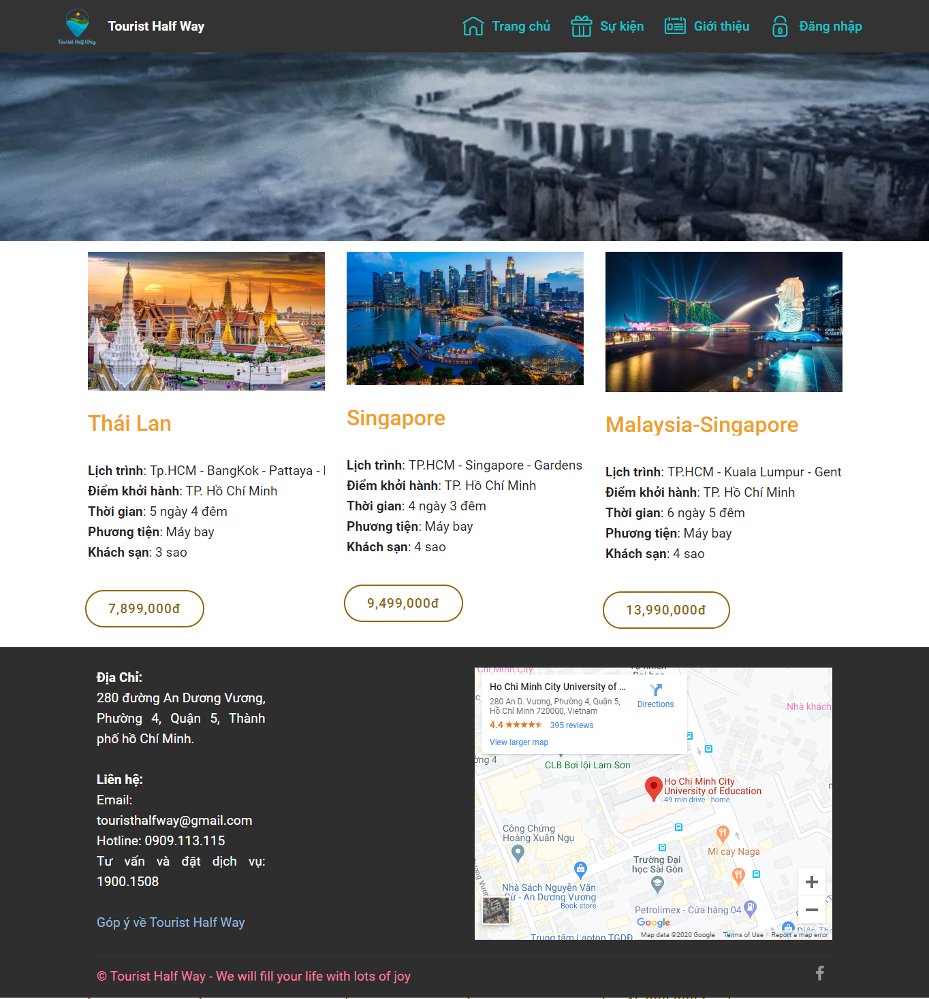 Tourist Half Way
Tourist Half Way
Trang chủ
Sự kiện
Giới thiệu
Đăng nhập
Thái Lan
Lịch trình: Tp.HCM - BangKok - Pattaya -
Điểm khởi hành: TP. Hồ Chí Minh
Thời gian: 5 ngày 4 đêm
Phương tiện: Máy bay
Khách sạn: 3 sao
7,899,000đ
Singapore
Lịch trình: TP.HCM - Singapore - Gardens
Điểm khởi hành: TP. Hồ Chí Minh
Thời gian: 4 ngày 3 đêm
Phương tiện: Máy bay
Khách sạn: 4 sao
9,499,000đ
ONE
FULLERT
Malaysia-Singapore
Lịch trình: TP.HCM - Kuala Lumpur - Gent
Điểm khởi hành: TP. Hồ Chí Minh
Thời gian: 6 ngày 5 đêm
Phương tiện: Máy bay
Khách sạn: 4 sao
13,990,000đ
Địa Chỉ:
280 đường An Dương Vương,
Phường 4, Quận 5, Thành
phố hồ Chí Minh.
Liên hệ:
Email:
touristhalfway@gmail.com
Hotline: 0909.113.115
Tư vấn và đặt dịch vụ:
1900.1508
Góp ý về Tourist Half Way
Chí Minh City
Ho Chi Minh City University of ...
280 An D. Vương, Phường 4, Quận 5,
Hồ Chí Minh 720000, Vietnam
4.4
395 reviews
View larger map
Directions
Nhà khách
ờng 4
CLB Bơi lội Lam Sơn
Ho Chi Minh City
University of Education
49 min drive - home
Công Chứng
Hoàng Xuân Ngụ
Mì cay Naga
Trường Đại
học Sài Gòn
Nhà Sách Nguyễn Văn
Cừ - An Dương Vương
Book store
Petrolimex - Cửa hàng 04
Google
Trung tâm Laptop TGDĐ
Map data ©2020 Google
Terms of Use
Report a map error
© Tourist Half Way - We will fill your life with lots of joy